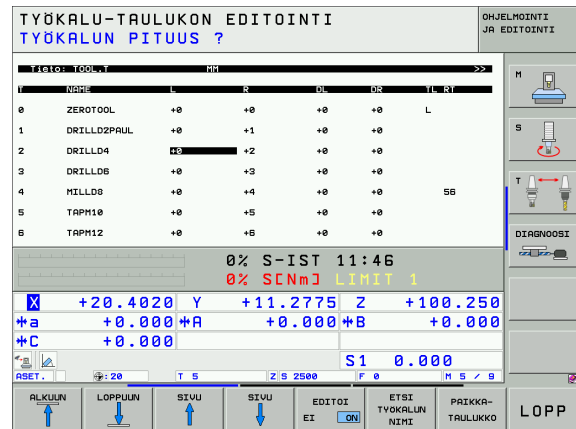 TYÖKALU-TAULUKON EDITOINTI
TYÖKALUN PITUUS ?
OHJELMOINTI
JA EDITOINTI
Tieto: TOOL.T MM >>
T NAME L R DL DR TL RT
0 ZEROTOOL +0 +0 +0 +0 L
1 DRILLD2PAUL +0 +1 +0 +0
2 DRILLD4 +0 +2 +0 +0
3 DRILLD6 +0 +3 +0 +0
4 MILLD8 +0 +4 +0 +0 56
5 TAPM10 +0 +5 +0 +0
6 TAPM12 +0 +6 +0 +0
0% S-IST 11:46
0% S[Nm] LIMIT 1
X +20.4020 Y +11.2775 Z +100.250
a +0.000 A +0.000 B +0.000
C +0.000
S1 0.000
ASET. : 20 T 5 Z S 2500 F 0 M 5 / 9
M
S
T
DIAGNOOSI
ALKUUN
LOPPUUN
SIVU
SIVU
EDITOI
EI ON
ETSI
TYOKALUN
NIMI
PAIKKA-
TAULUKKO
LOPP